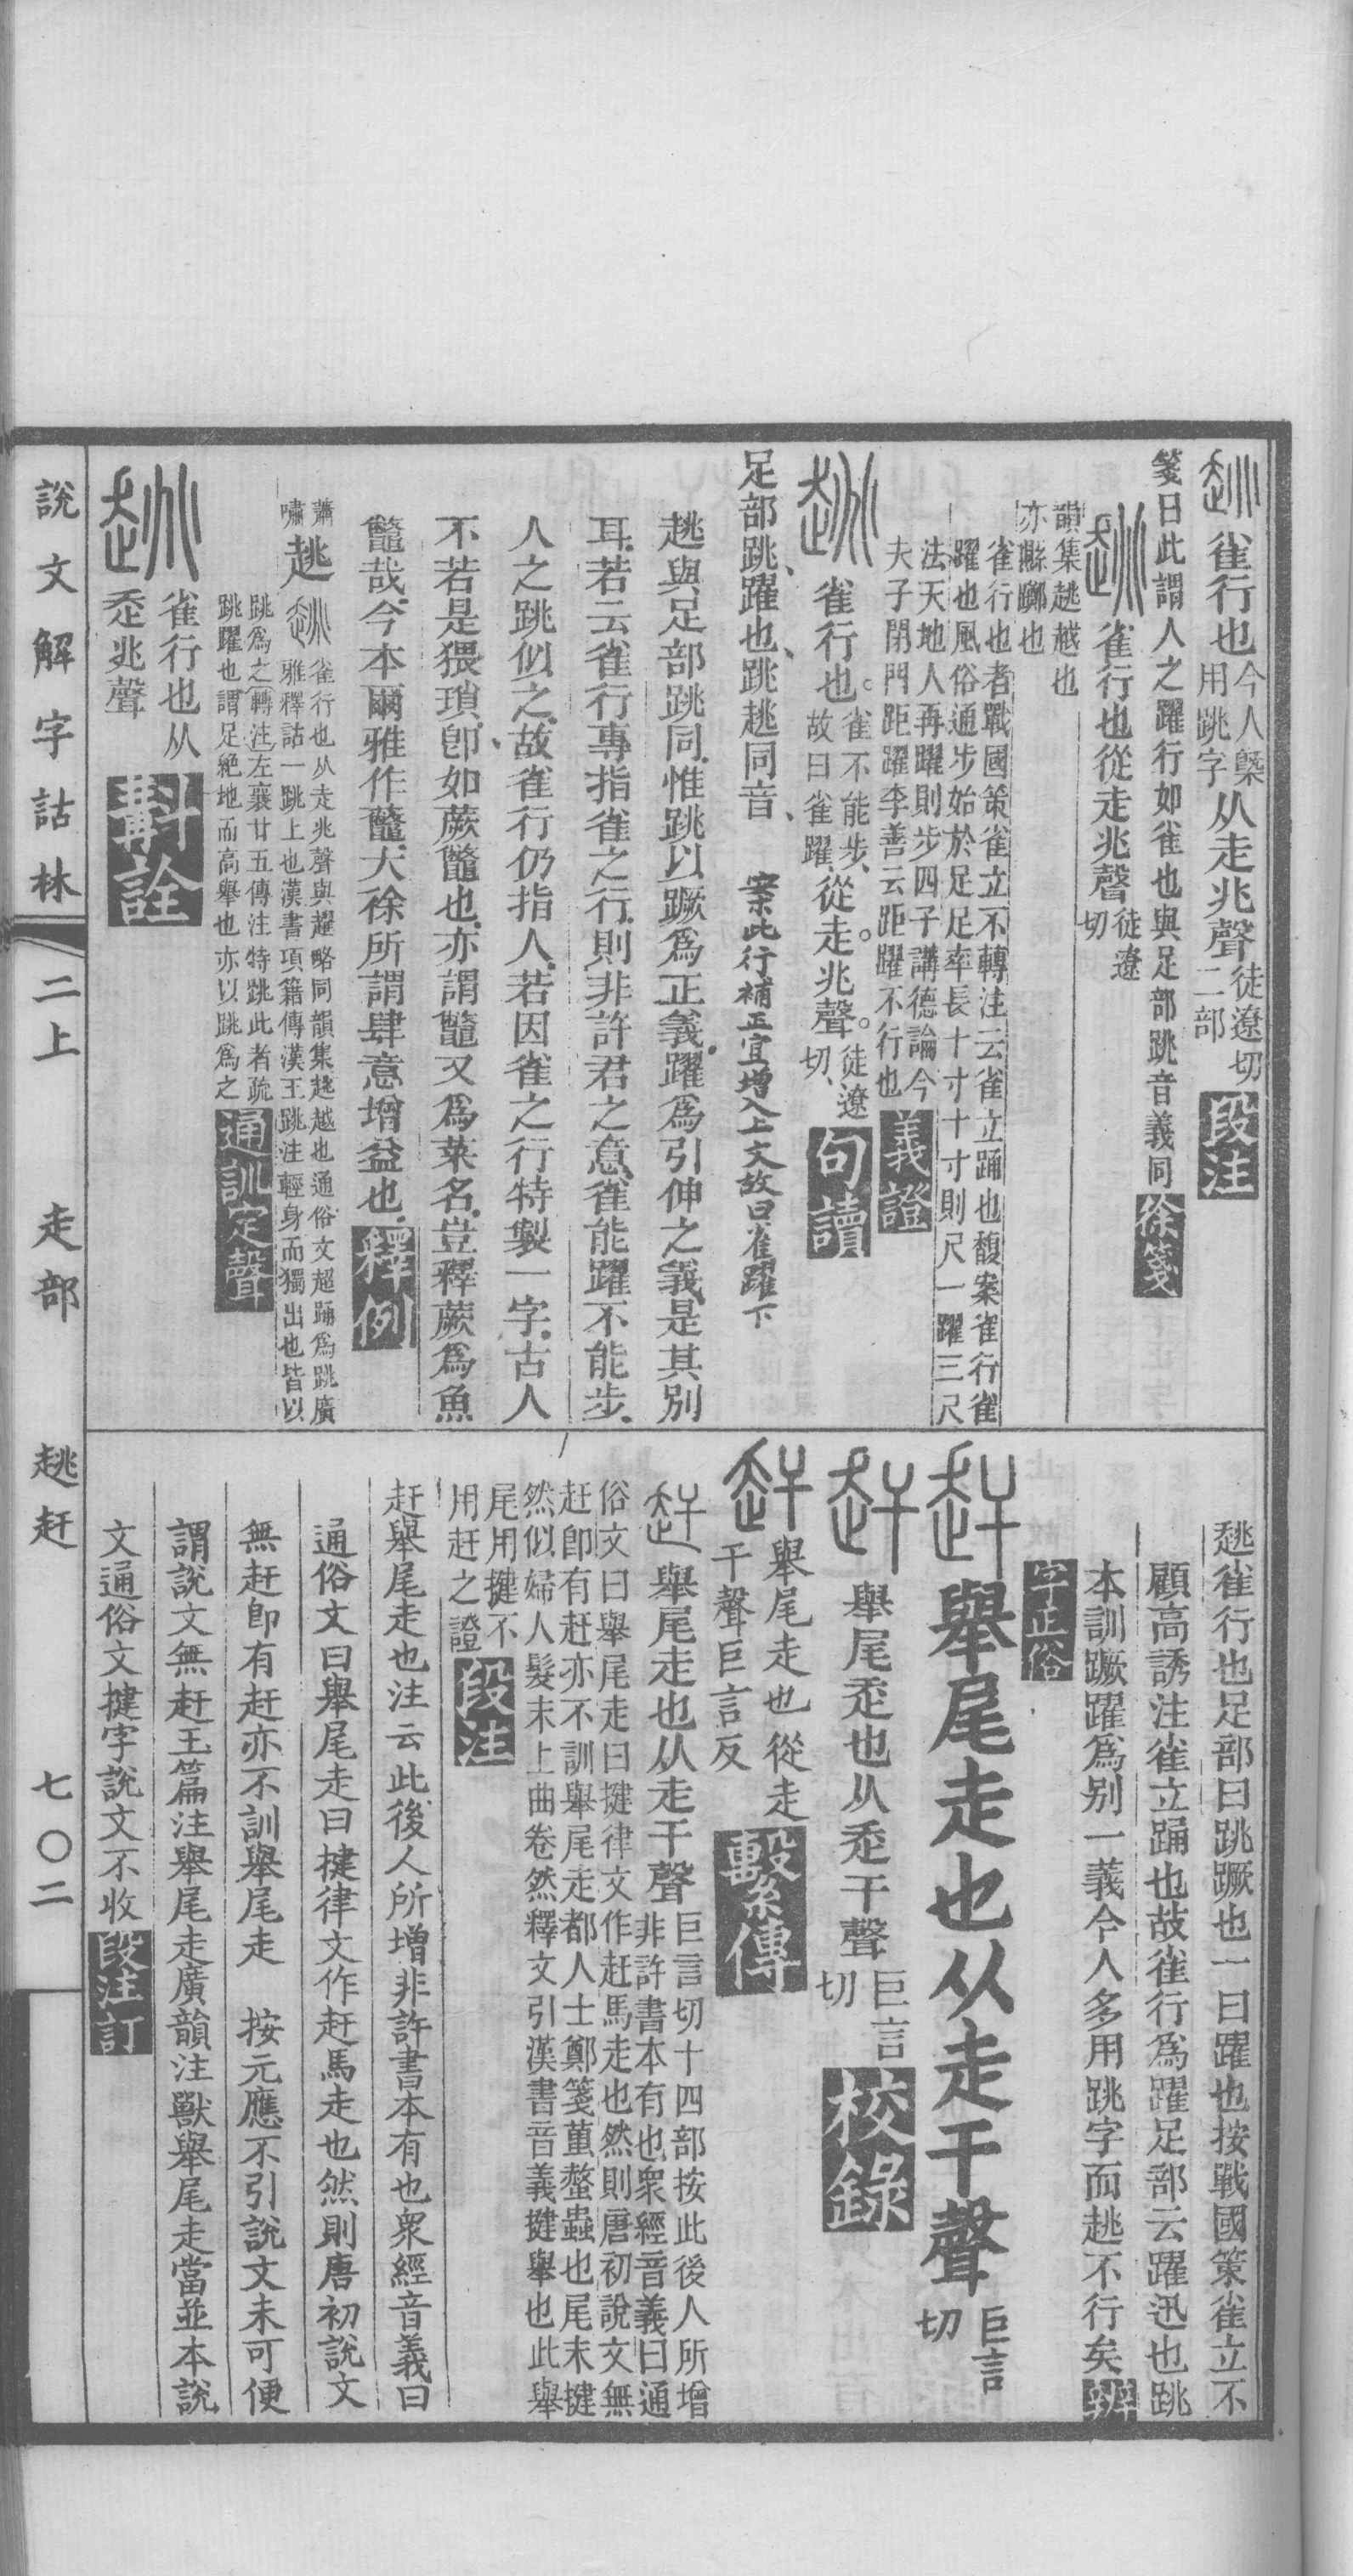 雀行也今人槩用跳字从走兆聲徒遼切二部段注
箋曰此謂人之躍行如雀也與足部跳音義同徐箋
雀行也從走兆聲徒遼切
韻集趒越也亦繇躑也
雀行也者戰國策雀立不轉注云雀立踊也馥案雀行雀
躍也風俗通步始於足足率長十寸十寸則尺一躍三尺
法天地人再躍則步四子講德論今
夫子閉門距躍李善云距躍不行也義證
雀行也。雀不能步、故曰雀躍、從走。兆聲。徒遼切、句讀
足部跳、躍也、跳趒同音、案此行補正宜增入上文故曰雀躍下
趒與足部跳同惟跳以蹶爲正義躍爲引伸之義是其別
耳若云雀行專指雀之行則非許君之意雀能躍不能步
人之跳似之故雀行仍指人若因雀之行特製一字古人
不若是猥瑣即如蕨虌也亦謂虌又爲菜名豈釋蕨爲魚
鼈哉今本爾雅作虌大徐所謂肆意增益也釋例
蕭嘯趒雀行也从走兆聲與趯略同韻集趒越也通俗文超踊爲跳廣
雅釋詁一跳上也漢書項籍傳漢王跳注輕身而獨出也皆以
跳爲之轉注左襄廿五傳注特跳此者疏
跳躍也謂足絶地而高舉也亦以跳爲之通訓定聲
雀行也从
走兆聲斠詮
趒雀行也足部曰跳蹶也一曰躍也按戰國策雀立不
顧高誘注雀立踊也故雀行爲躍足部云躍迅也跳
本訓蹶躍爲别一義今人多用跳字而趒不行矣辨
字正俗
舉尾走也从走干聲巨言切
舉尾走也从走干聲巨言切校錄
舉尾走也從走
干聲巨言反繫傳
舉尾走也从走干聲巨言切十四部按此後人所增
非許書本有也衆經音義曰通
俗文曰舉尾走曰揵律文作赶馬走也然則唐初說文無
赶卽有赶亦不訓舉尾走都人士鄭箋蠆螫蟲也尾末揵
然似婦人髮末上曲卷然釋文引漢書音義揵舉也此舉
尾用揵不
用赶之證段注
赶舉尾走也注云此後人所增非許書本有也衆經音義曰
通俗文曰舉尾走曰揵律文作赶馬走也然則唐初說文
無赶卽有赶亦不訓舉尾走　按元應不引說文未可便
謂說文無赶玉篇注舉尾走廣韻注獸舉尾走當並本說
文通俗文揵字說文不收段注訂
說文解字詁林　二上　走部　趒赶　七〇二